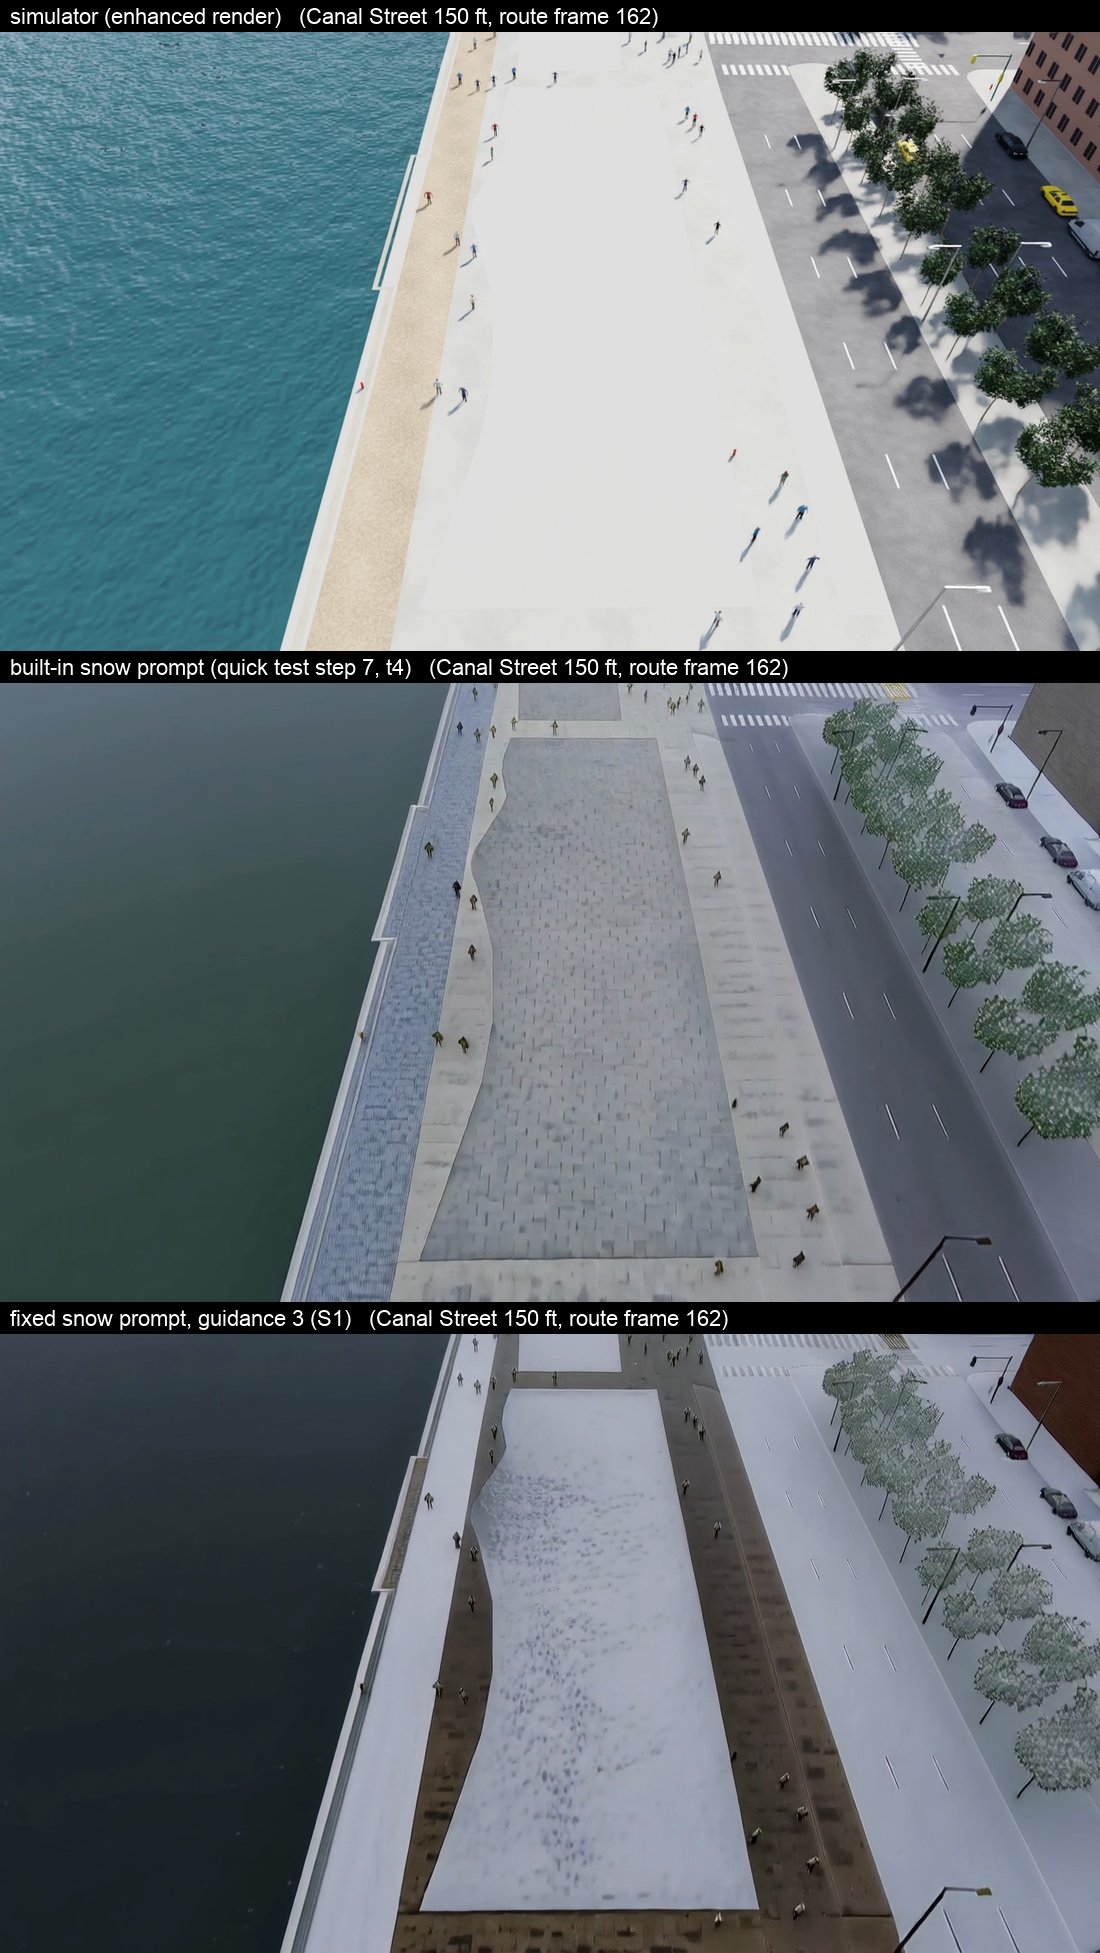 simulator (enhanced render)   (Canal Street 150 ft, route frame 162)
built-in snow prompt (quick test step 7, t4)   (Canal Street 150 ft, route frame 162)
fixed snow prompt, guidance 3 (S1)   (Canal Street 150 ft, route frame 162)